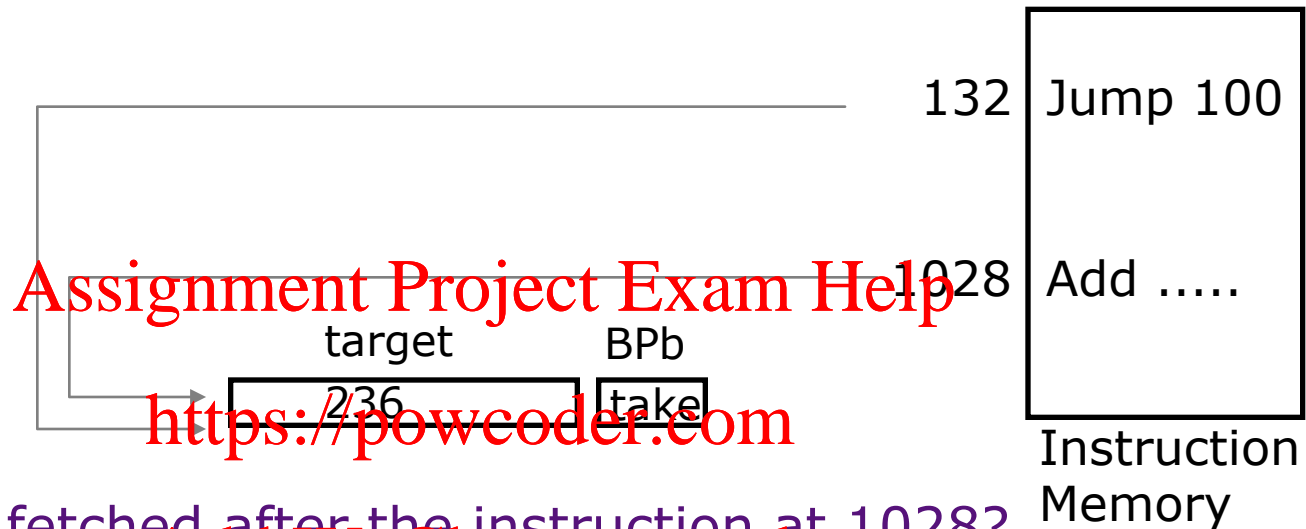 132 Jump 100
Assignment Project Exam Help
1028 Add .....
target BPb
236 take
https://powcoder.com
Instruction
Memory
fetched after the instruction at 1028?